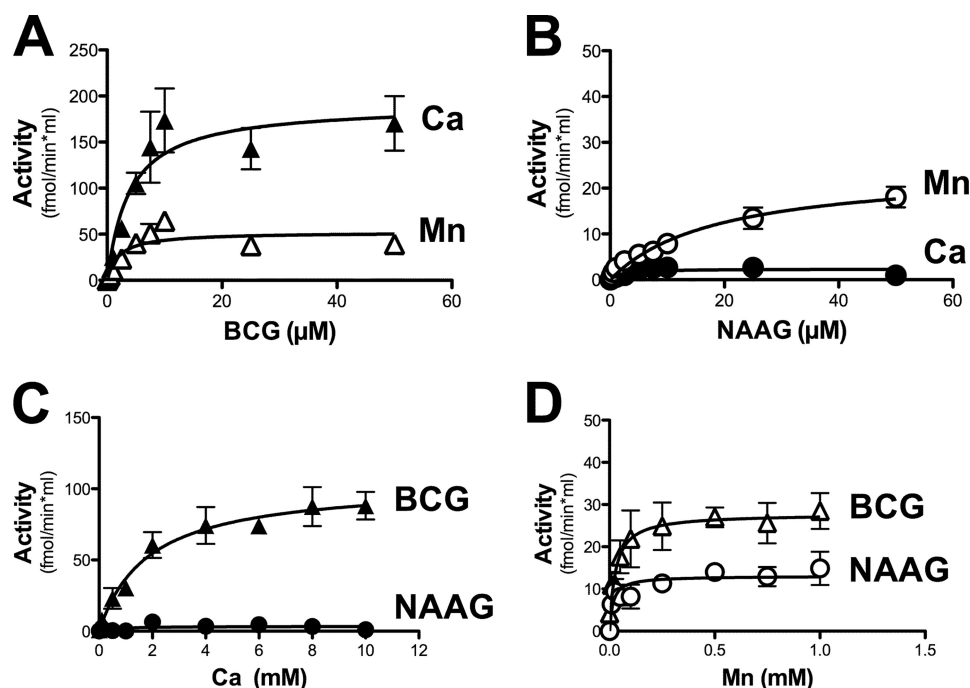 A
Activity
(fmol/min*ml)
250
200
150
100
50
0
0
20
40
60
BCG (µM)
Ca
Mn
B
Activity
(fmol/min*ml)
50
40
30
20
10
0
0
20
40
60
NAAG (µM)
Mn
Ca
C
Activity
(fmol/min*ml)
150
100
50
0
0
2
4
6
8
10
12
Ca (mM)
BCG
NAAG
D
Activity
(fmol/min*ml)
50
40
30
20
10
0
0.0
0.5
1.0
1.5
Mn (mM)
BCG
NAAG